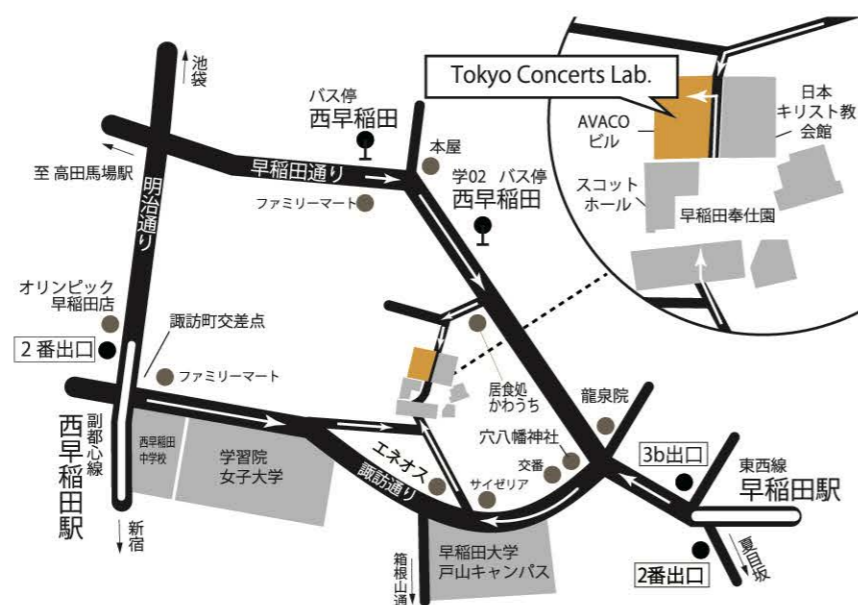 池袋
バス停
西早稲田
本屋
至 高田馬場駅
早稲田通り
ファミリーマート
明治通り
学02 バス停
西早稲田
Tokyo Concerts Lab.
AVACO
ビル
日本
キリスト教
会館
スコット
ホール
早稲田奉仕園
オリンピック
早稲田店
2番出口
諏訪町交差点
ファミリーマート
副都心線
西早稲田駅
西早稲田
中学校
学習院
女子大学
新宿
居食処
かわうち
龍泉院
穴八幡神社
交番
エネオス
諏訪通り
サイゼリア
3b出口
東西線
早稲田駅
早稲田大学
戸山キャンパス
箱根山通
2番出口
夏目坂